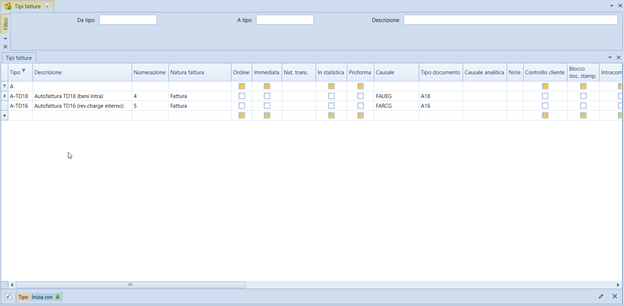 Tipi fatture
Filtro
Da tipo
A tipo
Descrizione
Tipi fatture
Tipo Descrizione Numerazione Natura fattura Ordine Immediata Nat. trans. In statistica Proforma Causale Tipo documento Causale analitica Note Controllo cliente Blocco doc. stamp. Intracom
A
A-TD18 Autofattura TD18 (beni Intra) 4 Fattura FAUEG A18
A-TD16 Autofattura TD16 (rev.charge interno) 5 Fattura FARCG A16
Tipo Inizia con A